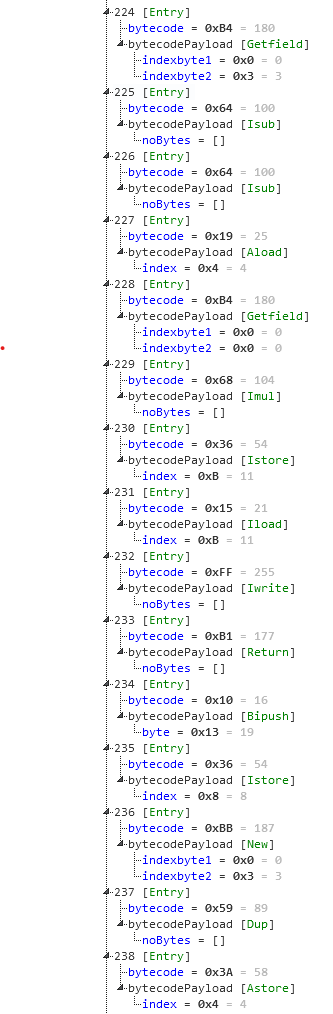 224 [Entry]
bytecode = 0xB4 = 180
bytecodePayload [Getfield]
indexbyte1 = 0x0 = 0
indexbyte2 = 0x3 = 3
225 [Entry]
bytecode = 0x64 = 100
bytecodePayload [Isub]
noBytes = []
226 [Entry]
bytecode = 0x64 = 100
bytecodePayload [Isub]
noBytes = []
227 [Entry]
bytecode = 0x19 = 25
bytecodePayload [Aload]
index = 0x4 = 4
228 [Entry]
bytecode = 0xB4 = 180
bytecodePayload [Getfield]
indexbyte1 = 0x0 = 0
indexbyte2 = 0x0 = 0
229 [Entry]
bytecode = 0x68 = 104
bytecodePayload [Imul]
noBytes = []
230 [Entry]
bytecode = 0x36 = 54
bytecodePayload [Istore]
index = 0xB = 11
231 [Entry]
bytecode = 0x15 = 21
bytecodePayload [Iload]
index = 0xB = 11
232 [Entry]
bytecode = 0xFF = 255
bytecodePayload [Iwrite]
noBytes = []
233 [Entry]
bytecode = 0xB1 = 177
bytecodePayload [Return]
noBytes = []
234 [Entry]
bytecode = 0x10 = 16
bytecodePayload [Bipush]
byte = 0x13 = 19
235 [Entry]
bytecode = 0x36 = 54
bytecodePayload [Istore]
index = 0x8 = 8
236 [Entry]
bytecode = 0xBB = 187
bytecodePayload [New]
indexbyte1 = 0x0 = 0
indexbyte2 = 0x3 = 3
237 [Entry]
bytecode = 0x59 = 89
bytecodePayload [Dup]
noBytes = []
238 [Entry]
bytecode = 0x3A = 58
bytecodePayload [Astore]
index = 0x4 = 4